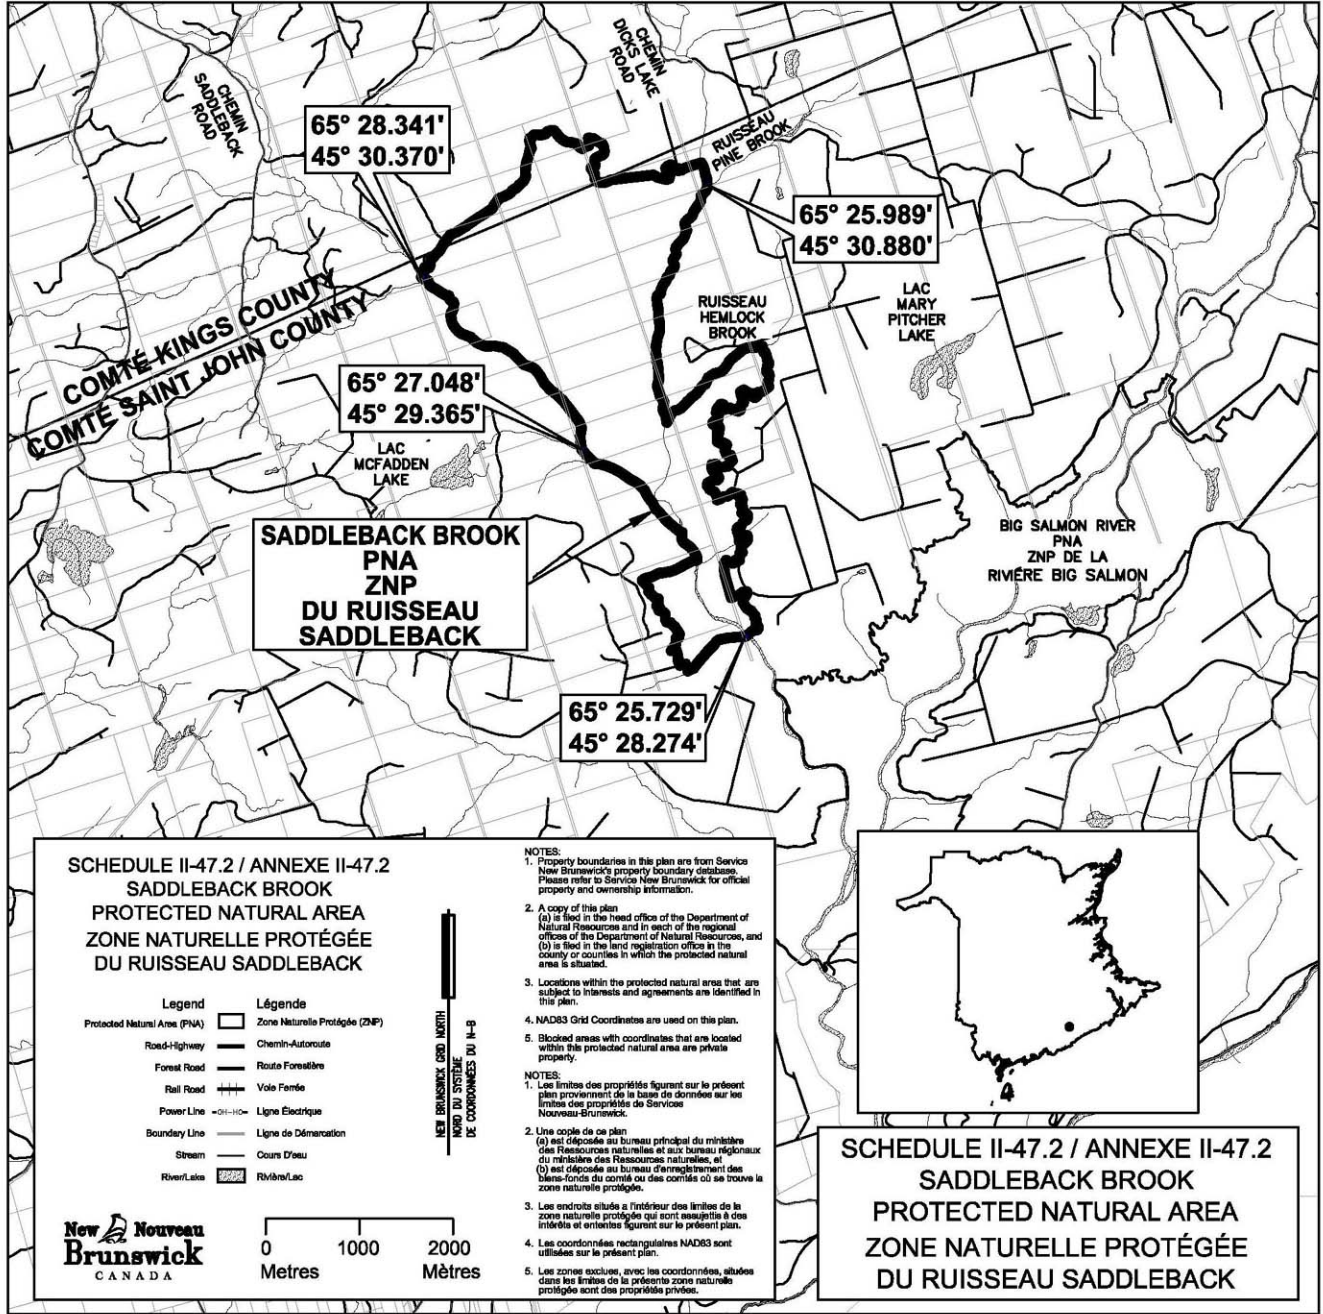 CHEMIN
SADDLEBACK
ROAD
CHEMIN
DICKS LAKE
ROAD
RUISSEAU
PINE BROOK
65° 28.341'
45° 30.370'
65° 25.989'
45° 30.880'
LAC
MARY
PITCHER
LAKE
RUISSEAU
HEMLOCK
BROOK
COMTÉ KINGS COUNTY
COMTÉ SAINT JOHN COUNTY
65° 27.048'
45° 29.365'
LAC
MCFADDEN
LAKE
SADDLEBACK BROOK
PNA
ZNP
DU RUISSEAU
SADDLEBACK
BIG SALMON RIVER
PNA
ZNP DE LA
RIVIÈRE BIG SALMON
65° 25.729'
45° 28.274'
SCHEDULE II-47.2 / ANNEXE II-47.2
SADDLEBACK BROOK
PROTECTED NATURAL AREA
ZONE NATURELLE PROTÉGÉE
DU RUISSEAU SADDLEBACK
Legend Légende
Protected Natural Area (PNA) Zone Naturelle Protégée (ZNP)
Road-Highway Chemin-Autoroute
Forest Road Route Forestière
Rail Road Voie Ferrée
Power Line -OH-HO- Ligne Électrique
Boundary Line Ligne de Démarcation
Stream Cours D'eau
River/Lake Rivière/Lac
NEW BRUNSWICK GRID NORTH
NORD DU SYSTÈME
DE COORDONNÉES DU N-B
New Nouveau
Brunswick
CANADA
0 1000 2000
Metres Mètres
NOTES:
1. Property boundaries in this plan are from Service
New Brunswick's property boundary database.
Please refer to Service New Brunswick for official
property and ownership information.
2. A copy of this plan
(a) is filed in the head office of the Department of
Natural Resources and in each of the regional
offices of the Department of Natural Resources, and
(b) is filed in the land registration office in the
county or counties in which the protected natural
area is situated.
3. Locations within the protected natural area that are
subject to interests and agreements are identified in
this plan.
4. NAD83 Grid Coordinates are used on this plan.
5. Blocked areas with coordinates that are located
within this protected natural area are private
property.
NOTES:
1. Les limites des propriétés figurant sur le présent
plan proviennent de la base de données sur les
limites des propriétés de Services
Nouveau-Brunswick.
2. Une copie de ce plan
(a) est déposée au bureau principal du ministère
des Ressources naturelles et aux bureau régionaux
du ministère des Ressources naturelles, et
(b) est déposée au bureau d'enregistrement des
biens-fonds du comté ou des comtés où se trouve la
zone naturelle protégée.
3. Les endroits situés a l'intérieur des limites de la
zone naturelle protégée qui sont assujettis à des
intérêts et ententes figurent sur le présent plan.
4. Les coordonnées rectangulaires NAD83 sont
utilisées sur le présent plan.
5. Les zones exclues, avec les coordonnées, situées
dans les limites de la présente zone naturelle
protégée sont des propriétés privées.
SCHEDULE II-47.2 / ANNEXE II-47.2
SADDLEBACK BROOK
PROTECTED NATURAL AREA
ZONE NATURELLE PROTÉGÉE
DU RUISSEAU SADDLEBACK